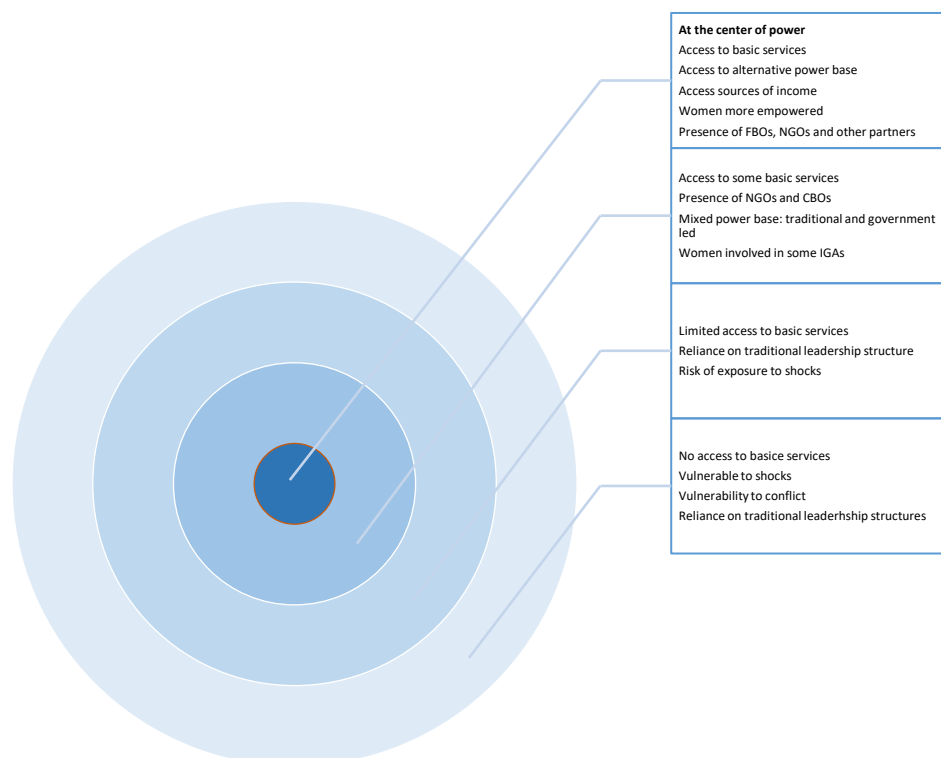 At the center of power
Access to basic services
Access to alternative power base
Access sources of income
Women more empowered
Presence of FBOs, NGOs and other partners
Access to some basic services
Presence of NGOs and CBOs
Mixed power base: traditional and government
led
Women involved in some IGAs
Limited access to basic services
Reliance on traditional leadership structure
Risk of exposure to shocks
No access to basice services
Vulnerable to shocks
Vulnerability to conflict
Reliance on traditional leaderhship structures